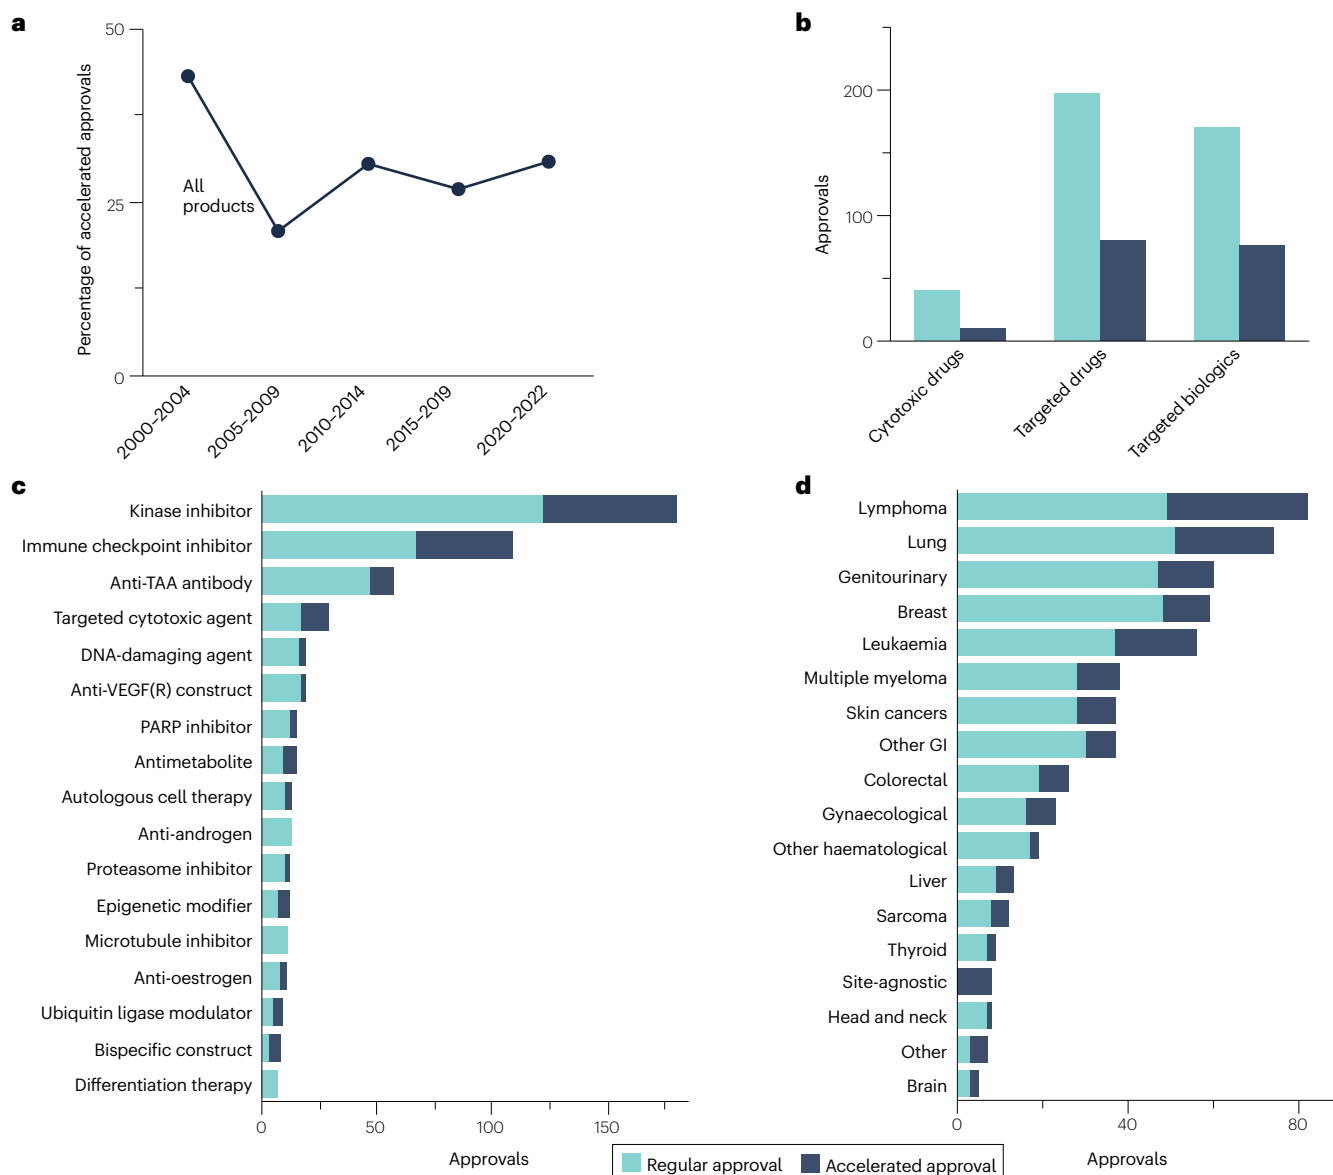 a
50
25
0
Percentage of accelerated approvals
All
products
2000–2004
2005–2009
2010–2014
2015–2019
2020–2022
b
200
100
0
Approvals
Cytotoxic drugs
Targeted drugs
Targeted biologics
c
Kinase inhibitor
Immune checkpoint inhibitor
Anti-TAA antibody
Targeted cytotoxic agent
DNA-damaging agent
Anti-VEGF(R) construct
PARP inhibitor
Antimetabolite
Autologous cell therapy
Anti-androgen
Proteasome inhibitor
Epigenetic modifier
Microtubule inhibitor
Anti-oestrogen
Ubiquitin ligase modulator
Bispecific construct
Differentiation therapy
0 50 100 150
Approvals
d
Lymphoma
Lung
Genitourinary
Breast
Leukaemia
Multiple myeloma
Skin cancers
Other GI
Colorectal
Gynaecological
Other haematological
Liver
Sarcoma
Thyroid
Site-agnostic
Head and neck
Other
Brain
0 40 80
Approvals
Regular approval Accelerated approval